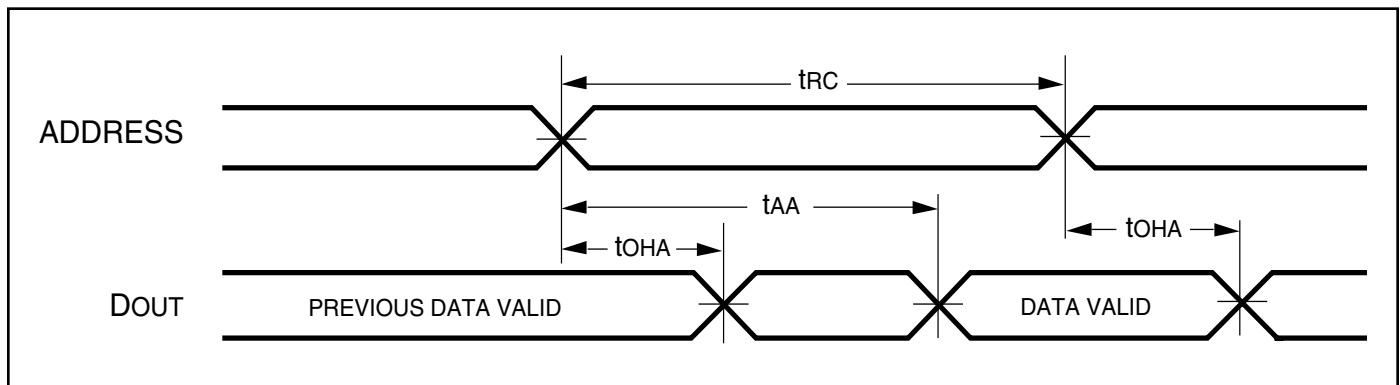 tRC
ADDRESS
tAA
tOHA
tOHA
DOUT
PREVIOUS DATA VALID
DATA VALID